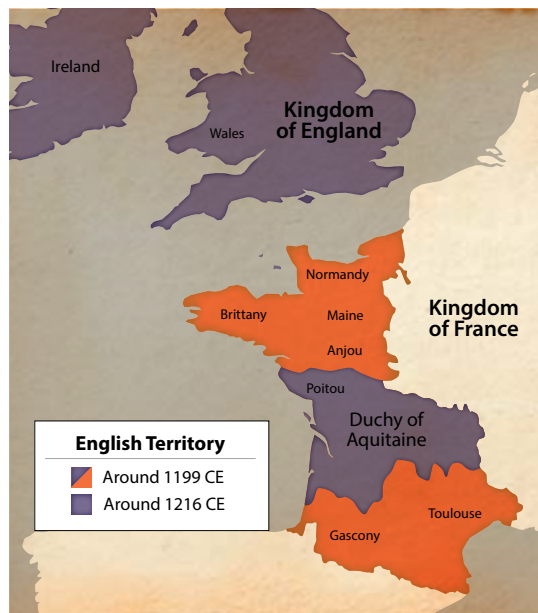 Ireland
Kingdom
of England
Wales
Normandy
Brittany
Maine
Kingdom
of France
Anjou
Poitou
Duchy of
Aquitaine
English Territory
Around 1199 CE
Around 1216 CE
Toulouse
Gascony